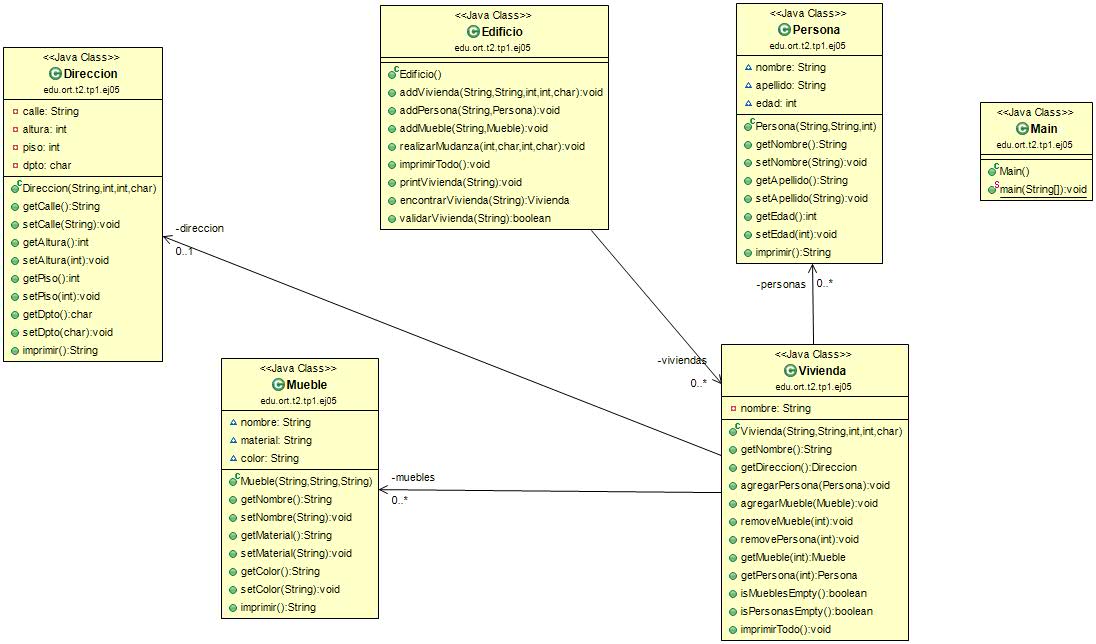 <<Java Class>>
Direccion
edu.ort.t2.tp1.ej05
calle: String
altura: int
piso: int
dpto: char
Direccion(String,int,int,char)
getCalle():String
setCalle(String):void
getAltura():int
setAltura(int):void
getPiso():int
setPiso(int):void
getDpto():char
setDpto(char):void
imprimir():String
<<Java Class>>
Edificio
edu.ort.t2.tp1.ej05
Edificio()
addVivienda(String,String,int,int,char):void
addPersona(String,Persona):void
addMueble(String,Mueble):void
realizarMudanza(int,char,int,char):void
imprimirTodo():void
printVivienda(String):void
encontrarVivienda(String):Vivienda
validarVivienda(String):boolean
<<Java Class>>
Persona
edu.ort.t2.tp1.ej05
nombre: String
apellido: String
edad: int
Persona(String,String,int)
getNombre():String
setNombre(String):void
getApellido():String
setApellido(String):void
getEdad():int
setEdad(int):void
imprimir():String
<<Java Class>>
Main
edu.ort.t2.tp1.ej05
Main()
main(String[]):void
-direccion
0..1
-personas
0..*
-viviendas
0..*
<<Java Class>>
Mueble
edu.ort.t2.tp1.ej05
nombre: String
material: String
color: String
Mueble(String,String,String)
getNombre():String
setNombre(String):void
getMaterial():String
setMaterial(String):void
getColor():String
setColor(String):void
imprimir():String
-muebles
0..*
<<Java Class>>
Vivienda
edu.ort.t2.tp1.ej05
nombre: String
Vivienda(String,String,int,int,char)
getNombre():String
getDireccion():Direccion
agregarPersona(Persona):void
agregarMueble(Mueble):void
removeMueble(int):void
removePersona(int):void
getMueble(int):Mueble
getPersona(int):Persona
isMueblesEmpty():boolean
isPersonasEmpty():boolean
imprimirTodo():void